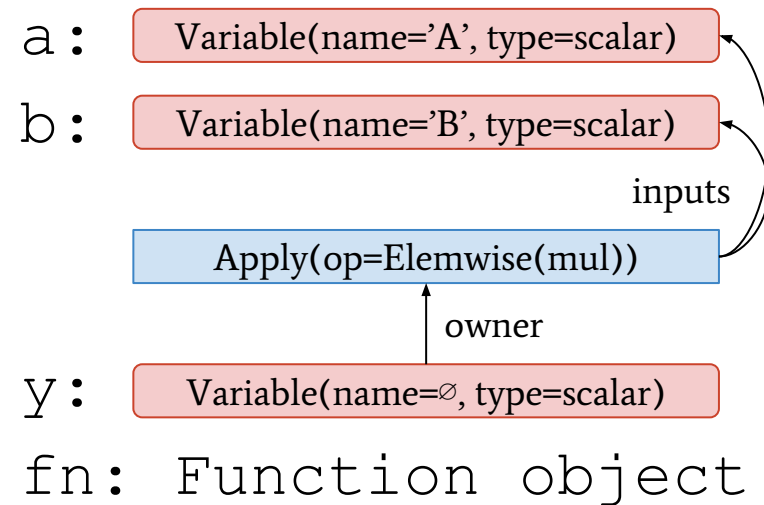 a: Variable(name=’A’, type=scalar)
b: Variable(name=’B’, type=scalar)
inputs
Apply(op=Elemwise(mul))
owner
y: Variable(name=∅, type=scalar)
fn: Function object